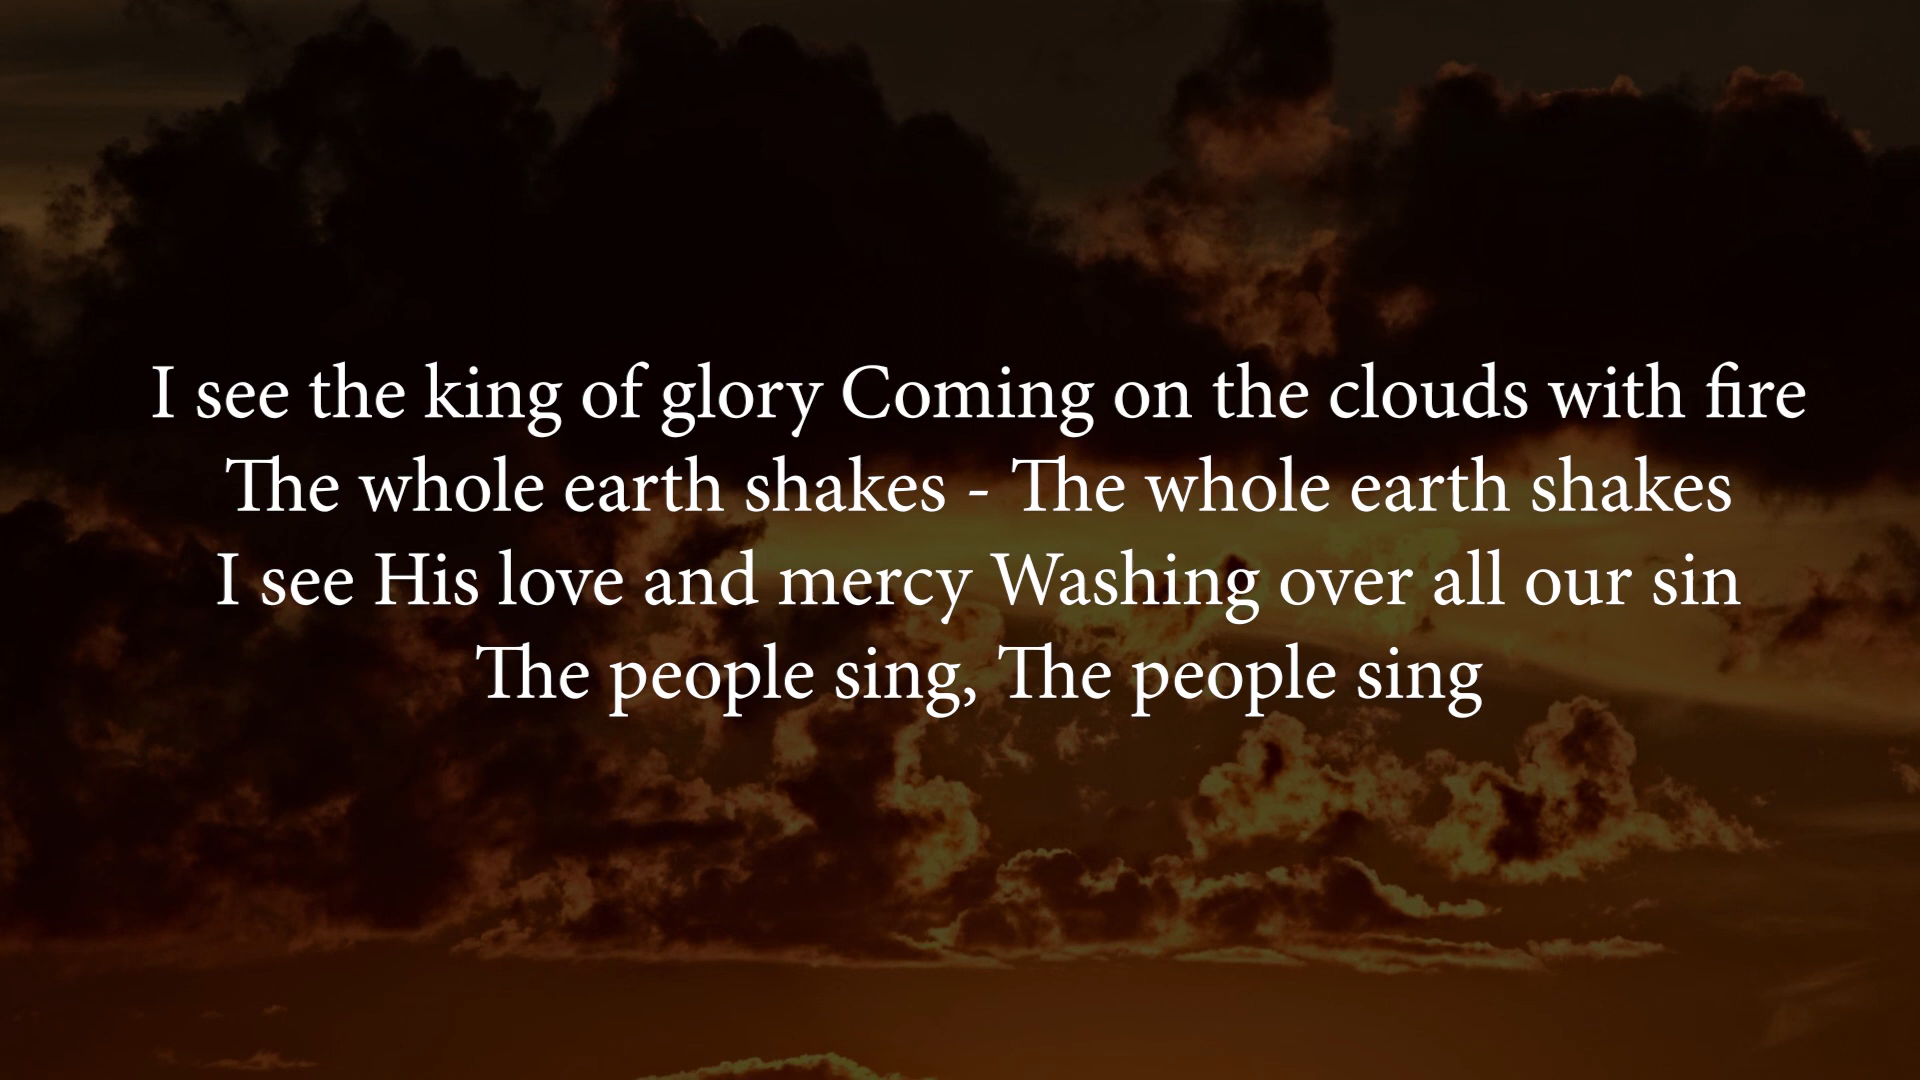 I see the king of glory Coming on the clouds with fire
The whole earth shakes - The whole earth shakes
I see His love and mercy Washing over all our sin
The people sing, The people sing